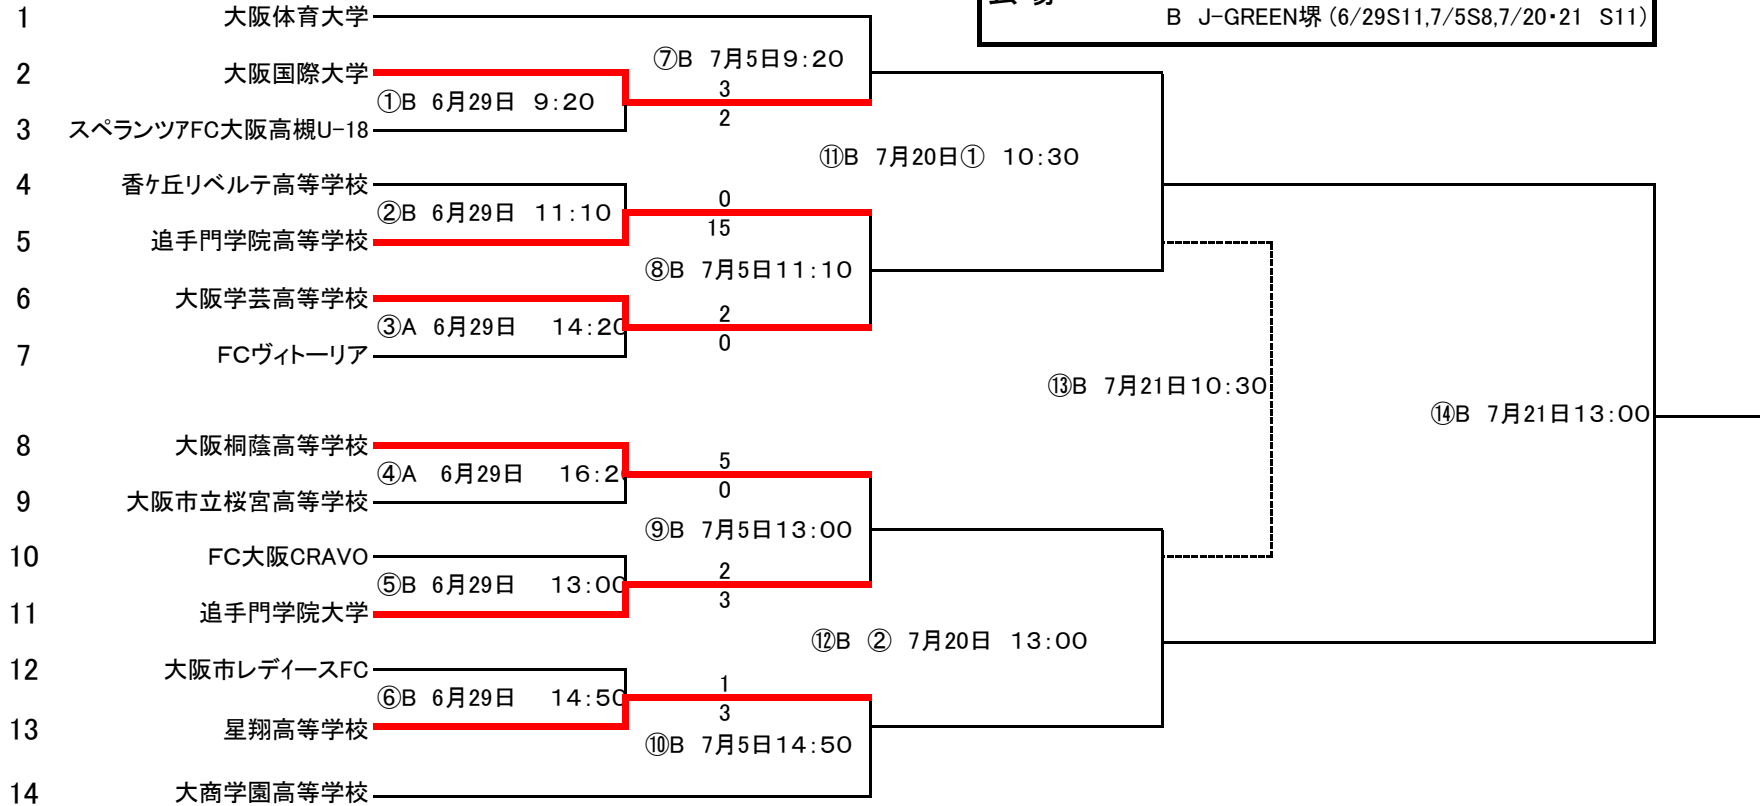 会 場
B J-GREEN堺 (6/29S11,7/5S8,7/20・21 S11)
1 大阪体育大学
⑦B 7月5日9:20
2 大阪国際大学
3
①B 6月29日 9:20
2
3 スペランツアFC大阪高槻U-18
⑪B 7月20日① 10:30
4 香ケ丘リベルテ高等学校
0
②B 6月29日 11:10
15
5 追手門学院高等学校
⑧B 7月5日11:10
6 大阪学芸高等学校
2
③A 6月29日 14:20
0
7 FCヴィトーリア
⑬B 7月21日10:30
⑭B 7月21日13:00
8 大阪桐蔭高等学校
5
④A 6月29日 16:2
0
9 大阪市立桜宮高等学校
⑨B 7月5日13:00
10 FC大阪CRAVO
2
⑤B 6月29日 13:00
3
11 追手門学院大学
⑫B ② 7月20日 13:00
12 大阪市レディースFC
1
⑥B 6月29日 14:50
3
13 星翔高等学校
⑩B 7月5日14:50
14 大商学園高等学校